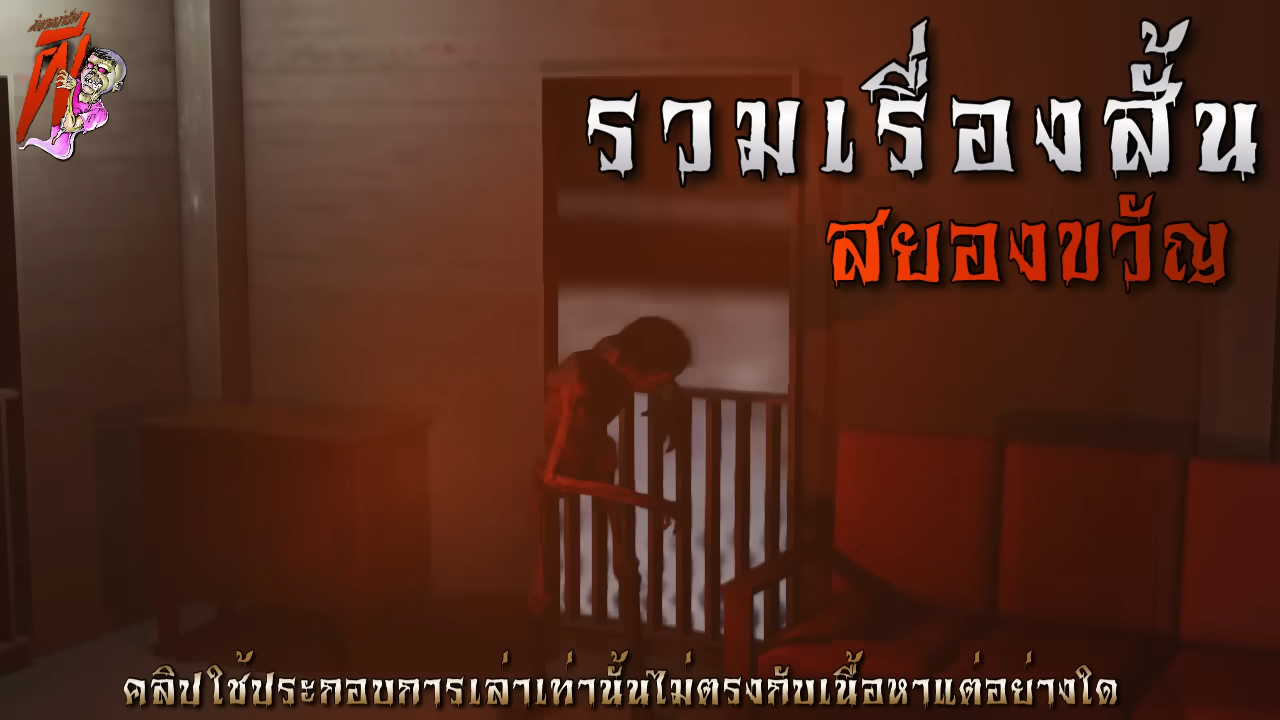 ผี
รวมเรื่องสั้น
สยองขวัญ
คลิปใช้ประกอบการเล่าเท่านั้นไม่ตรงกับเนื้อหาแต่อย่างใด